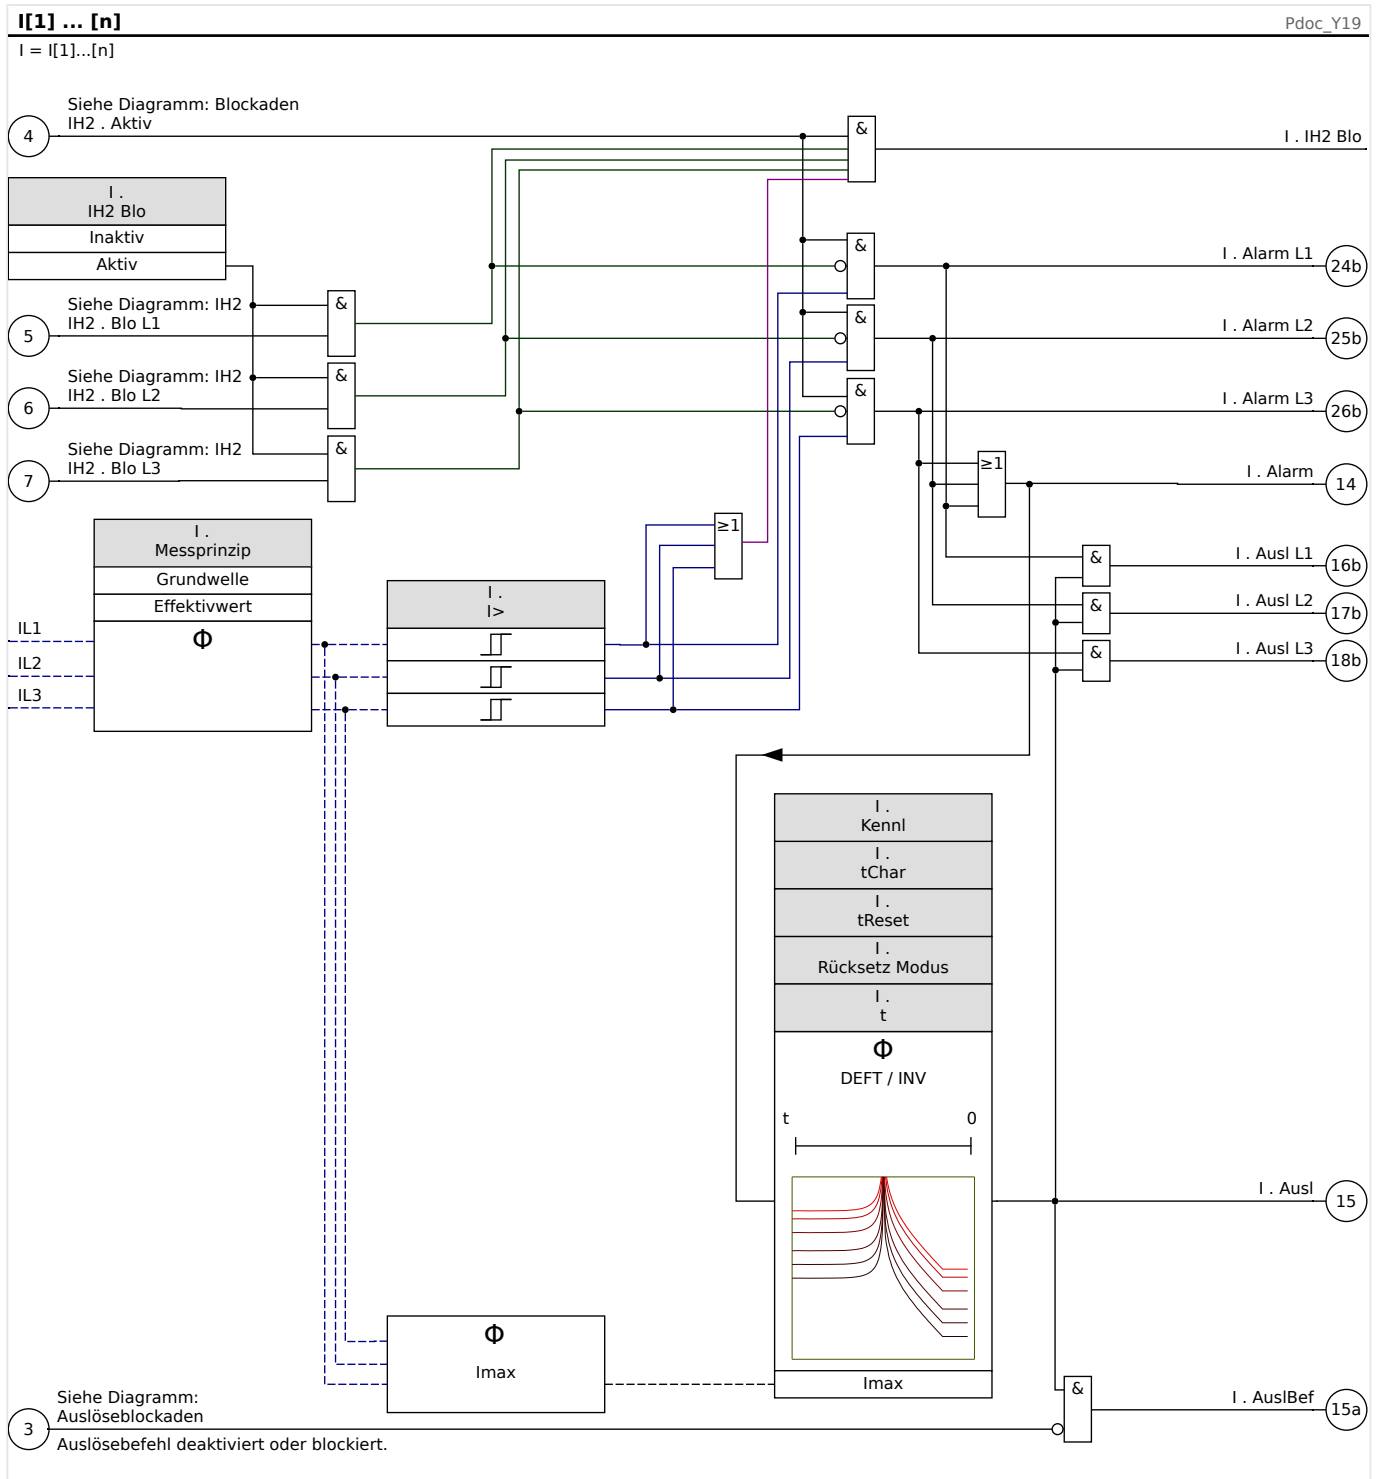 I[1] ... [n]
Pdoc_Y19
I = I[1]...[n]
Siehe Diagramm: Blockaden
4
IH2 . Aktiv
&
I . IH2 Blo
I .
IH2 Blo
Inaktiv
Aktiv
&
I . Alarm L1
24b
Siehe Diagramm: IH2
5
IH2 . Blo L1
&
&
I . Alarm L2
25b
Siehe Diagramm: IH2
6
IH2 . Blo L2
&
&
I . Alarm L3
26b
Siehe Diagramm: IH2
7
IH2 . Blo L3
&
≥1
I . Alarm
14
I .
Messprinzip
Grundwelle
Effektivwert
Φ
IL1
IL2
IL3
≥1
I .
I>
&
I . Ausl L1
16b
&
I . Ausl L2
17b
&
I . Ausl L3
18b
I .
Kennl
I .
tChar
I .
tReset
I .
Rücksetz Modus
I .
t
Φ
DEFT / INV
t 0
I . Ausl
15
Φ
Imax
Imax
Siehe Diagramm:
Auslöseblockaden
3
Auslösebefehl deaktiviert oder blockiert.
&
I . AuslBef
15a